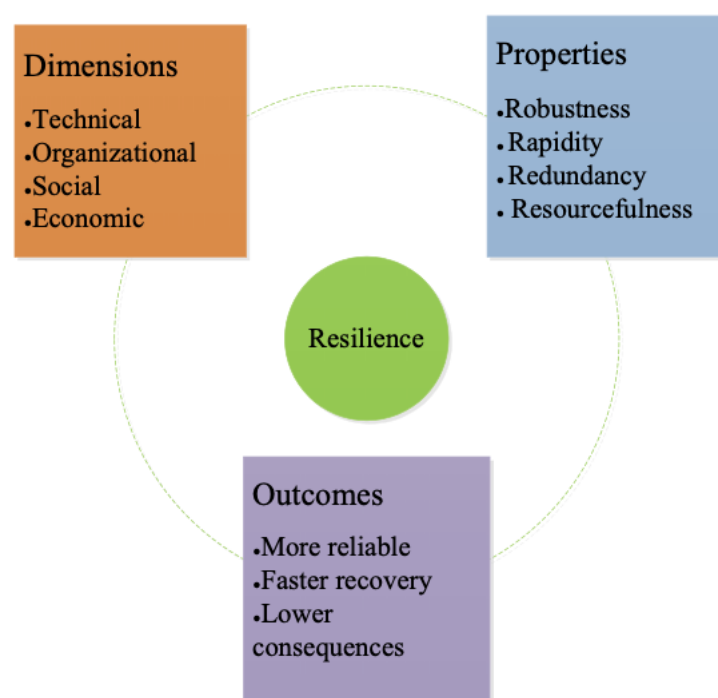 Dimensions
•Technical
•Organizational
•Social
•Economic
Properties
•Robustness
• Rapidity
• Redundancy
• Resourcefulness
Resilience
Outcomes
•More reliable
•Faster recovery
•Lower
consequences